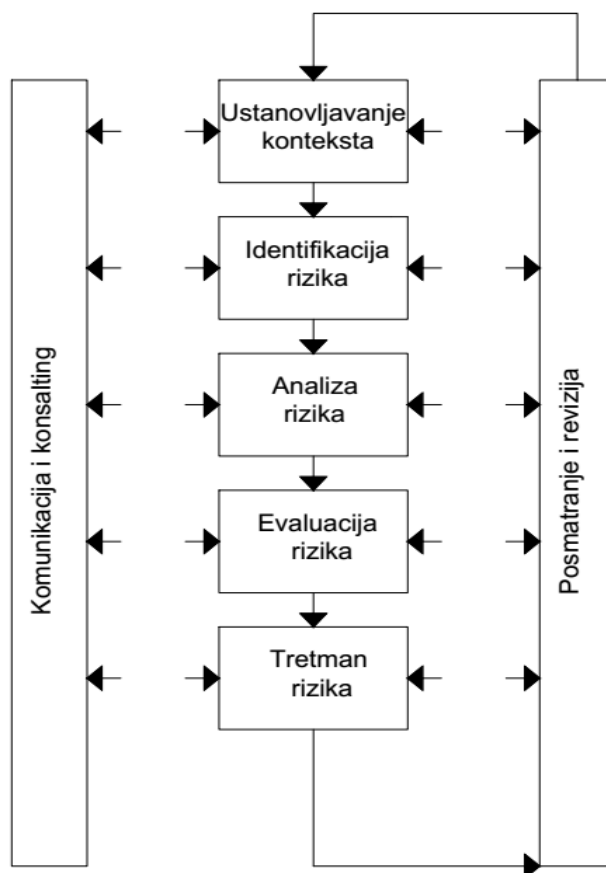 Ustanovljavanje
konteksta
Identifikacija
rizika
Analiza
rizika
Evaluacija
rizika
Tretman
rizika
Komunikacija i konsalting
Posmatranje i revizija